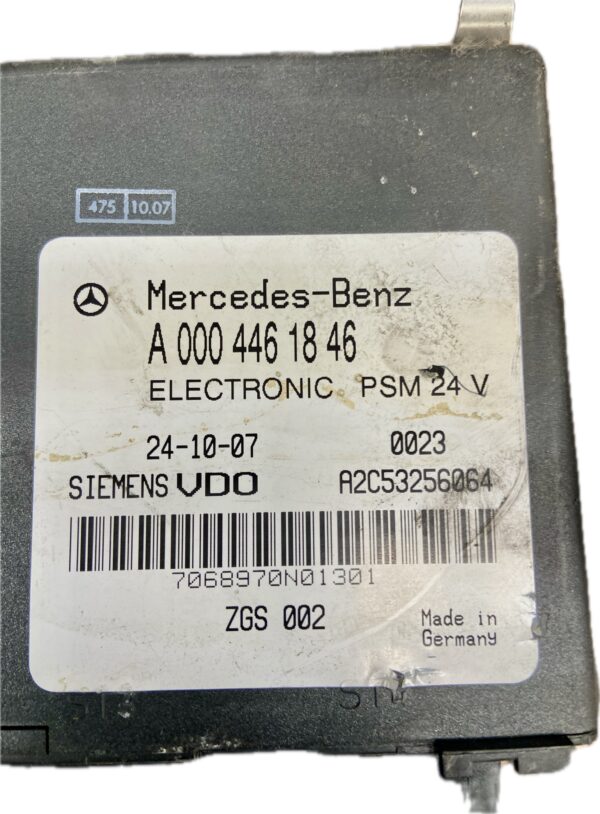 475 10.07
Mercedes-Benz
A 000 446 18 46
ELECTRONIC PSM 24 V
24-10-07 0023
SIEMENS VDO A2C53256064
7068970N01301
ZGS 002
Made in
Germany